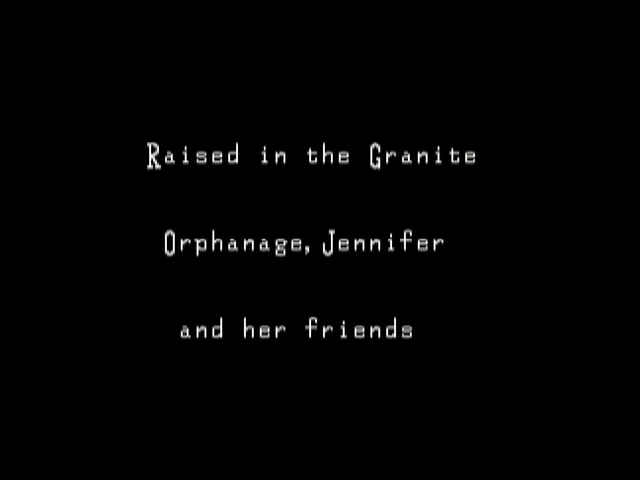 Raised in the Granite
Orphanage, Jennifer
and her friends